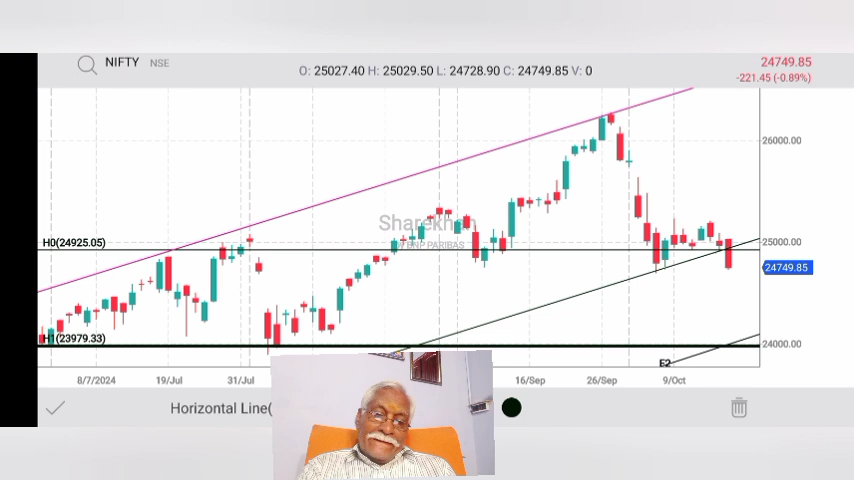 NIFTY NSE
O: 25027.40 H: 25029.50 L: 24728.90 C: 24749.85 V: 0
24749.85
-221.45 (-0.89%)
26000.00
Sharekhan
BY BNP PARIBAS
H0(24925.05)
25000.00
24749.85
H1(23979.33)
24000.00
E2
8/7/2024 19/Jul 31/Jul 16/Sep 26/Sep 9/Oct
Horizontal Line(